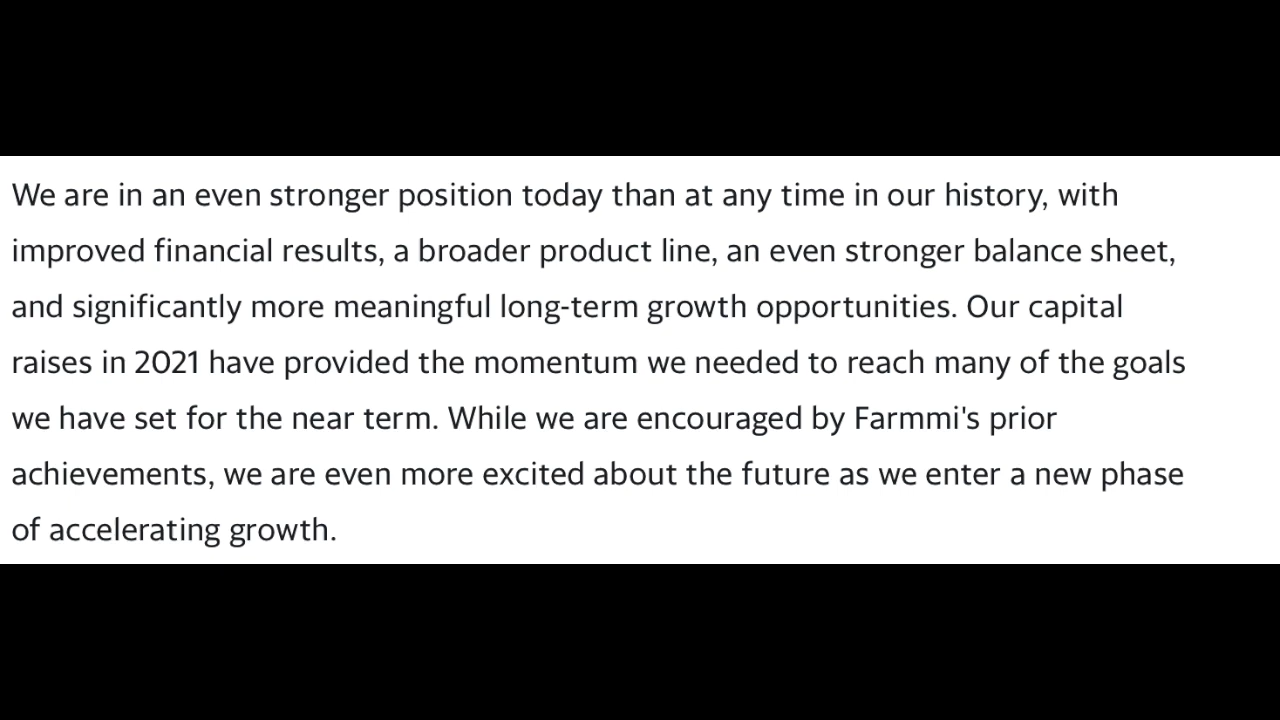 We are in an even stronger position today than at any time in our history, with
improved financial results, a broader product line, an even stronger balance sheet,
and significantly more meaningful long-term growth opportunities. Our capital
raises in 2021 have provided the momentum we needed to reach many of the goals
we have set for the near term. While we are encouraged by Farmmi's prior
achievements, we are even more excited about the future as we enter a new phase
of accelerating growth.